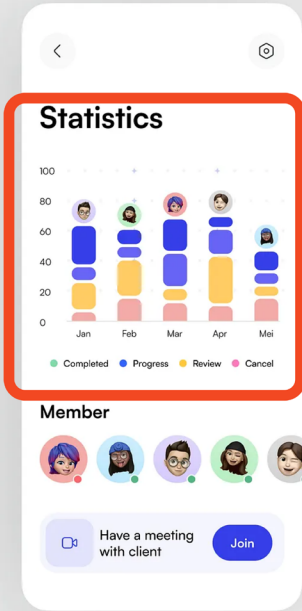 Statistics
100
80
60
40
20
0
Jan Feb Mar Apr Mei
Completed Progress Review Cancel
Member
Have a meeting
with client
Join